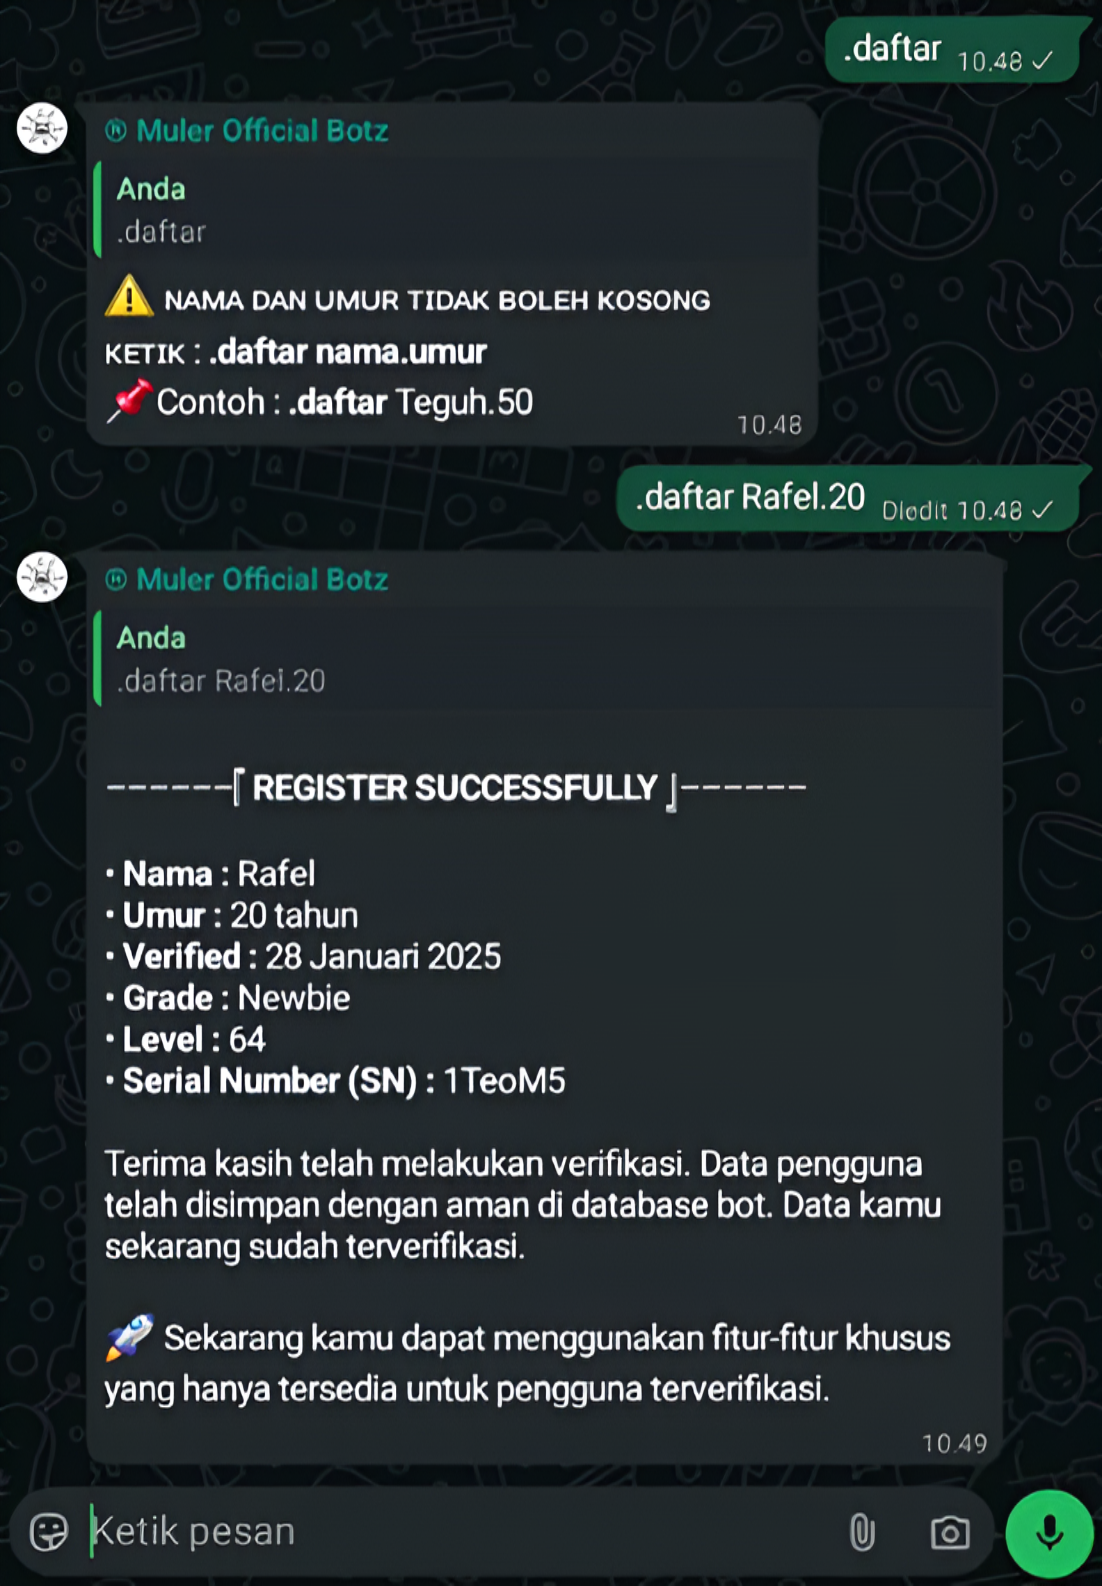 .daftar 10.48
Muler Official Botz
Anda
.daftar
⚠️ NAMA DAN UMUR TIDAK BOLEH KOSONG
KETIK : .daftar nama.umur
📌Contoh : .daftar Teguh.50
10.48
.daftar Rafel.20 Diedit 10.48
Muler Official Botz
Anda
.daftar Rafel.20
------⌈ REGISTER SUCCESSFULLY ⌋------
• Nama : Rafel
• Umur : 20 tahun
• Verified : 28 Januari 2025
• Grade : Newbie
• Level : 64
• Serial Number (SN) : 1TeoM5
Terima kasih telah melakukan verifikasi. Data pengguna
telah disimpan dengan aman di database bot. Data kamu
sekarang sudah terverifikasi.
🚀 Sekarang kamu dapat menggunakan fitur-fitur khusus
yang hanya tersedia untuk pengguna terverifikasi.
10.49
Ketik pesan